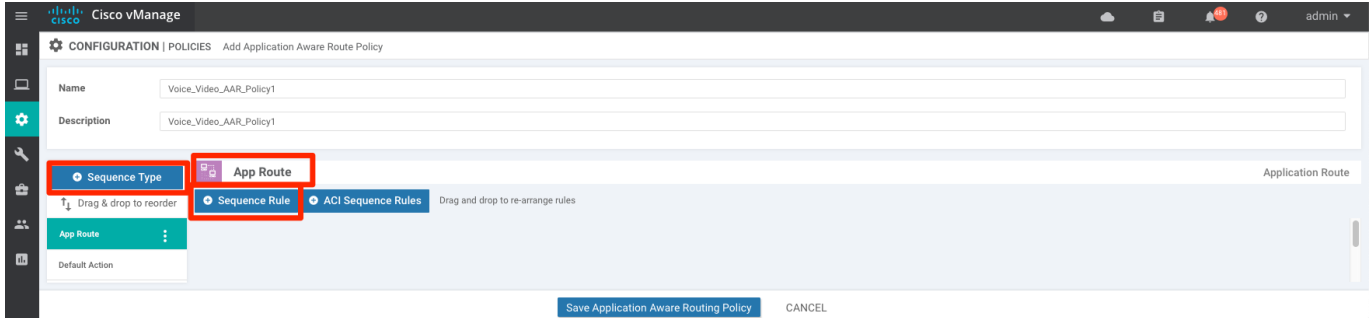 cisco Cisco vManage 481 admin
CONFIGURATION | POLICIES Add Application Aware Route Policy
Name Voice_Video_AAR_Policy1
Description Voice_Video_AAR_Policy1
Sequence Type App Route Application Route
Drag & drop to reorder Sequence Rule ACI Sequence Rules Drag and drop to re-arrange rules
App Route
Default Action
Save Application Aware Routing Policy CANCEL